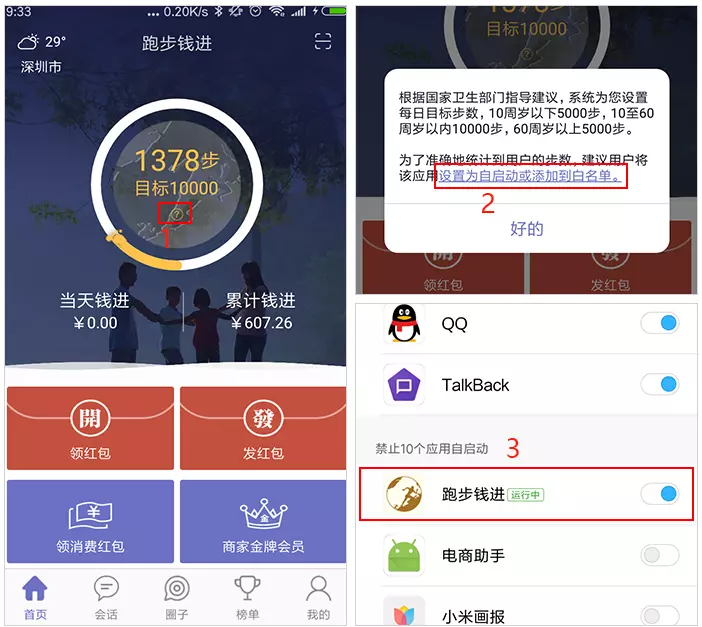 9:33
... 0.20K/s
29°
深圳市
跑步钱进
1378步
目标10000
?
1
当天钱进
￥0.00
累计钱进
￥607.26
開
领红包
發
发红包
￥
领消费红包
金
商家金牌会员
首页
会话
圈子
榜单
我的
1378步
目标10000
?
根据国家卫生部门指导建议，系统为您设置
每日目标步数，10周岁以下5000步，10至60
周岁以内10000步，60周岁以上5000步。
为了准确地统计到用户的步数，建议用户将
该应用设置为自启动或添加到白名单。
2
好的
開
领红包
發
发红包
QQ
TalkBack
禁止10个应用自启动
3
跑步钱进 运行中
电商助手
小米画报